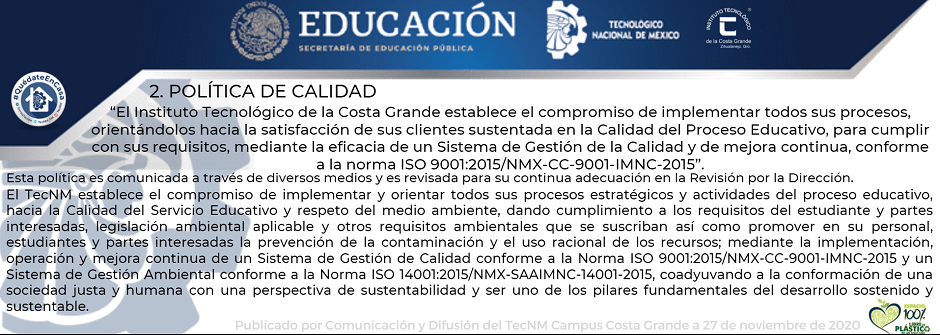 EDUCACIÓN
SECRETARÍA DE EDUCACIÓN PÚBLICA
TECNOLÓGICO
NACIONAL DE MÉXICO
INSTITUTO TECNOLÓGICO
de la Costa Grande
Zihuatanejo, Gro.
#QuédateEnCasa
2. POLÍTICA DE CALIDAD
“El Instituto Tecnológico de la Costa Grande establece el compromiso de implementar todos sus procesos,
orientándolos hacia la satisfacción de sus clientes sustentada en la Calidad del Proceso Educativo, para cumplir
con sus requisitos, mediante la eficacia de un Sistema de Gestión de la Calidad y de mejora continua, conforme
a la norma ISO 9001:2015/NMX-CC-9001-IMNC-2015”.
Esta política es comunicada a través de diversos medios y es revisada para su continua adecuación en la Revisión por la Dirección.
El TecNM establece el compromiso de implementar y orientar todos sus procesos estratégicos y actividades del proceso educativo,
hacia la Calidad del Servicio Educativo y respeto del medio ambiente, dando cumplimiento a los requisitos del estudiante y partes
interesadas, legislación ambiental aplicable y otros requisitos ambientales que se suscriban así como promover en su personal,
estudiantes y partes interesadas la prevención de la contaminación y el uso racional de los recursos; mediante la implementación,
operación y mejora continua de un Sistema de Gestión de Calidad conforme a la Norma ISO 9001:2015/NMX-CC-9001-IMNC-2015 y un
Sistema de Gestión Ambiental conforme a la Norma ISO 14001:2015/NMX-SAAIMNC-14001-2015, coadyuvando a la conformación de una
sociedad justa y humana con una perspectiva de sustentabilidad y ser uno de los pilares fundamentales del desarrollo sostenido y
sustentable.
ESPACIO
100%
LIBRE DE
PLÁSTICO
Publicado por Comunicación y Difusión del TecNM Campus Costa Grande a 27 de noviembre de 2020